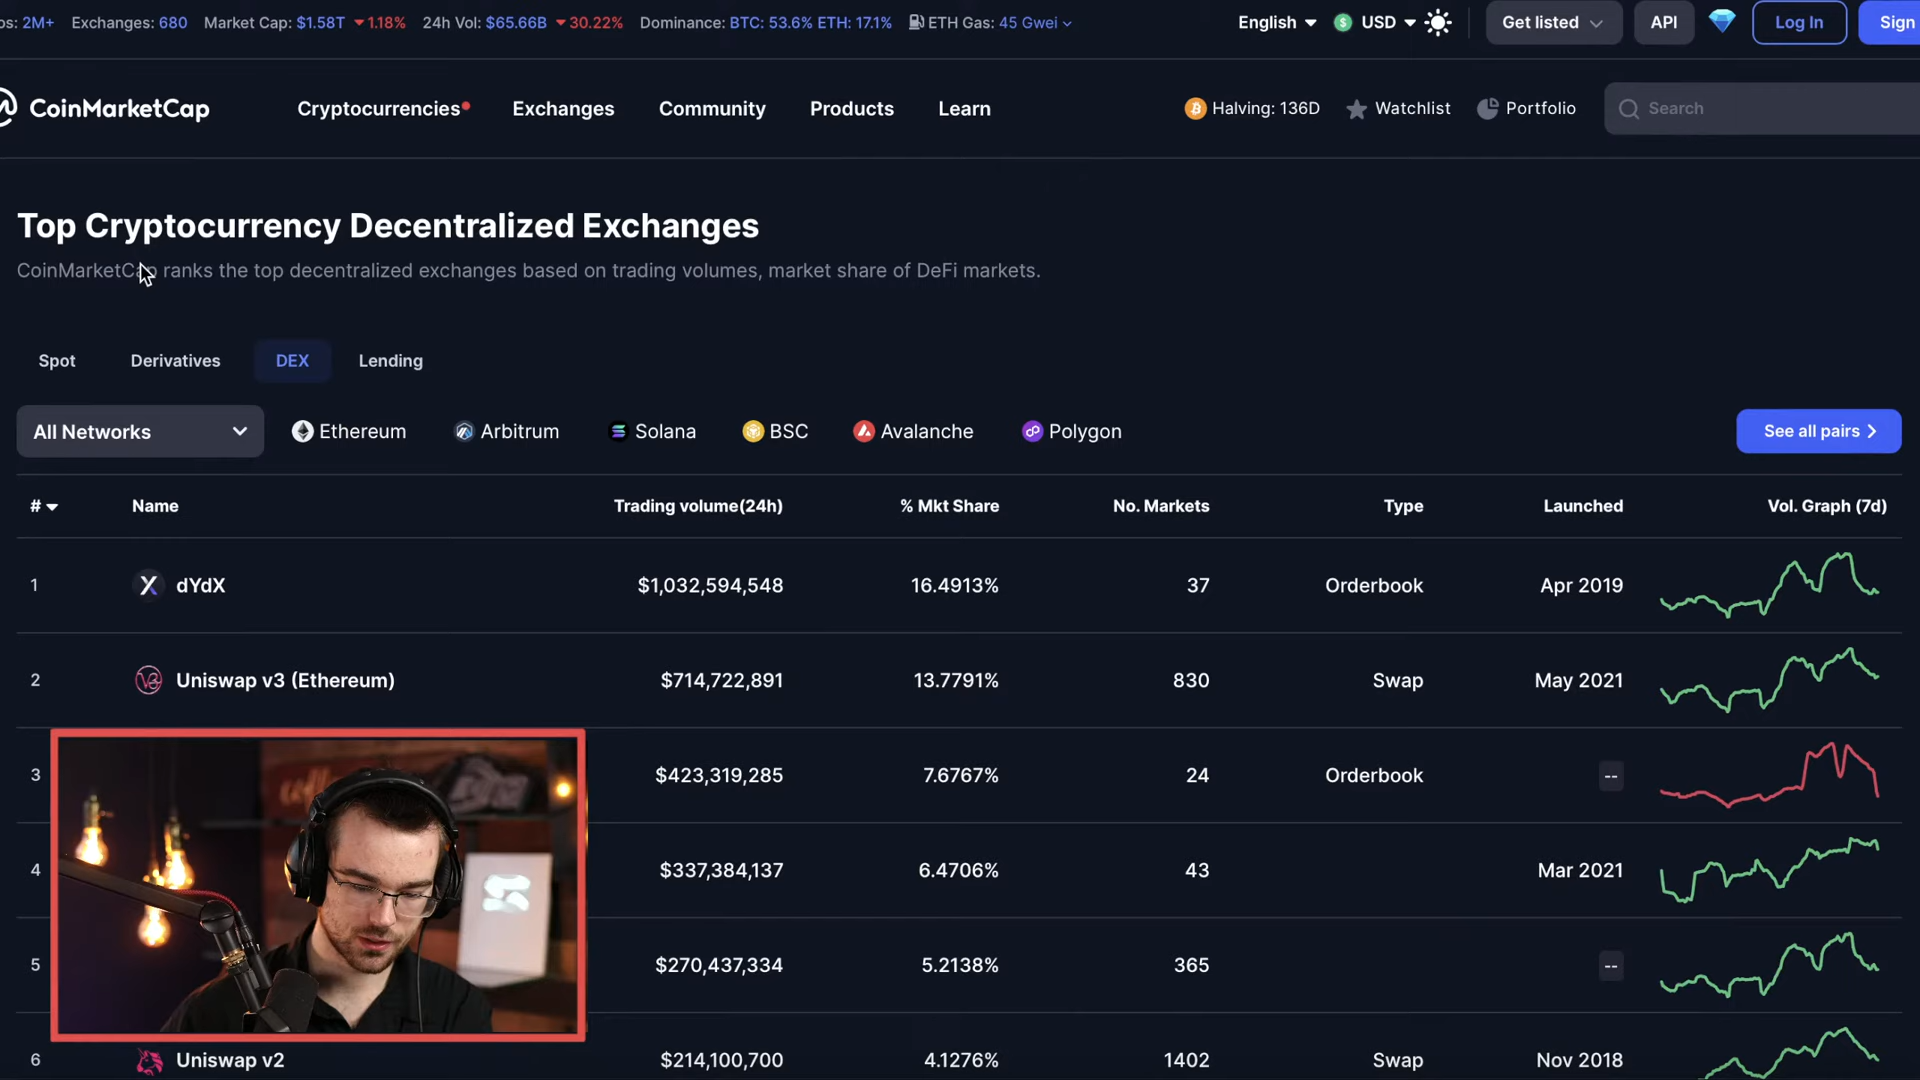 os: 2M+ Exchanges: 680 Market Cap: $1.58T 1.18% 24h Vol: $65.66B 30.22% Dominance: BTC: 53.6% ETH: 17.1% ETH Gas: 45 Gwei English USD Get listed API Log In Sign
CoinMarketCap Cryptocurrencies Exchanges Community Products Learn Halving: 136D Watchlist Portfolio Search
Top Cryptocurrency Decentralized Exchanges
CoinMarketCap ranks the top decentralized exchanges based on trading volumes, market share of DeFi markets.
Spot Derivatives DEX Lending
All Networks Ethereum Arbitrum Solana BSC Avalanche Polygon See all pairs
# Name Trading volume(24h) % Mkt Share No. Markets Type Launched Vol. Graph (7d)
1 dYdX $1,032,594,548 16.4913% 37 Orderbook Apr 2019
2 Uniswap v3 (Ethereum) $714,722,891 13.7791% 830 Swap May 2021
3 $423,319,285 7.6767% 24 Orderbook --
4 $337,384,137 6.4706% 43 Mar 2021
5 $270,437,334 5.2138% 365 --
6 Uniswap v2 $214,100,700 4.1276% 1402 Swap Nov 2018